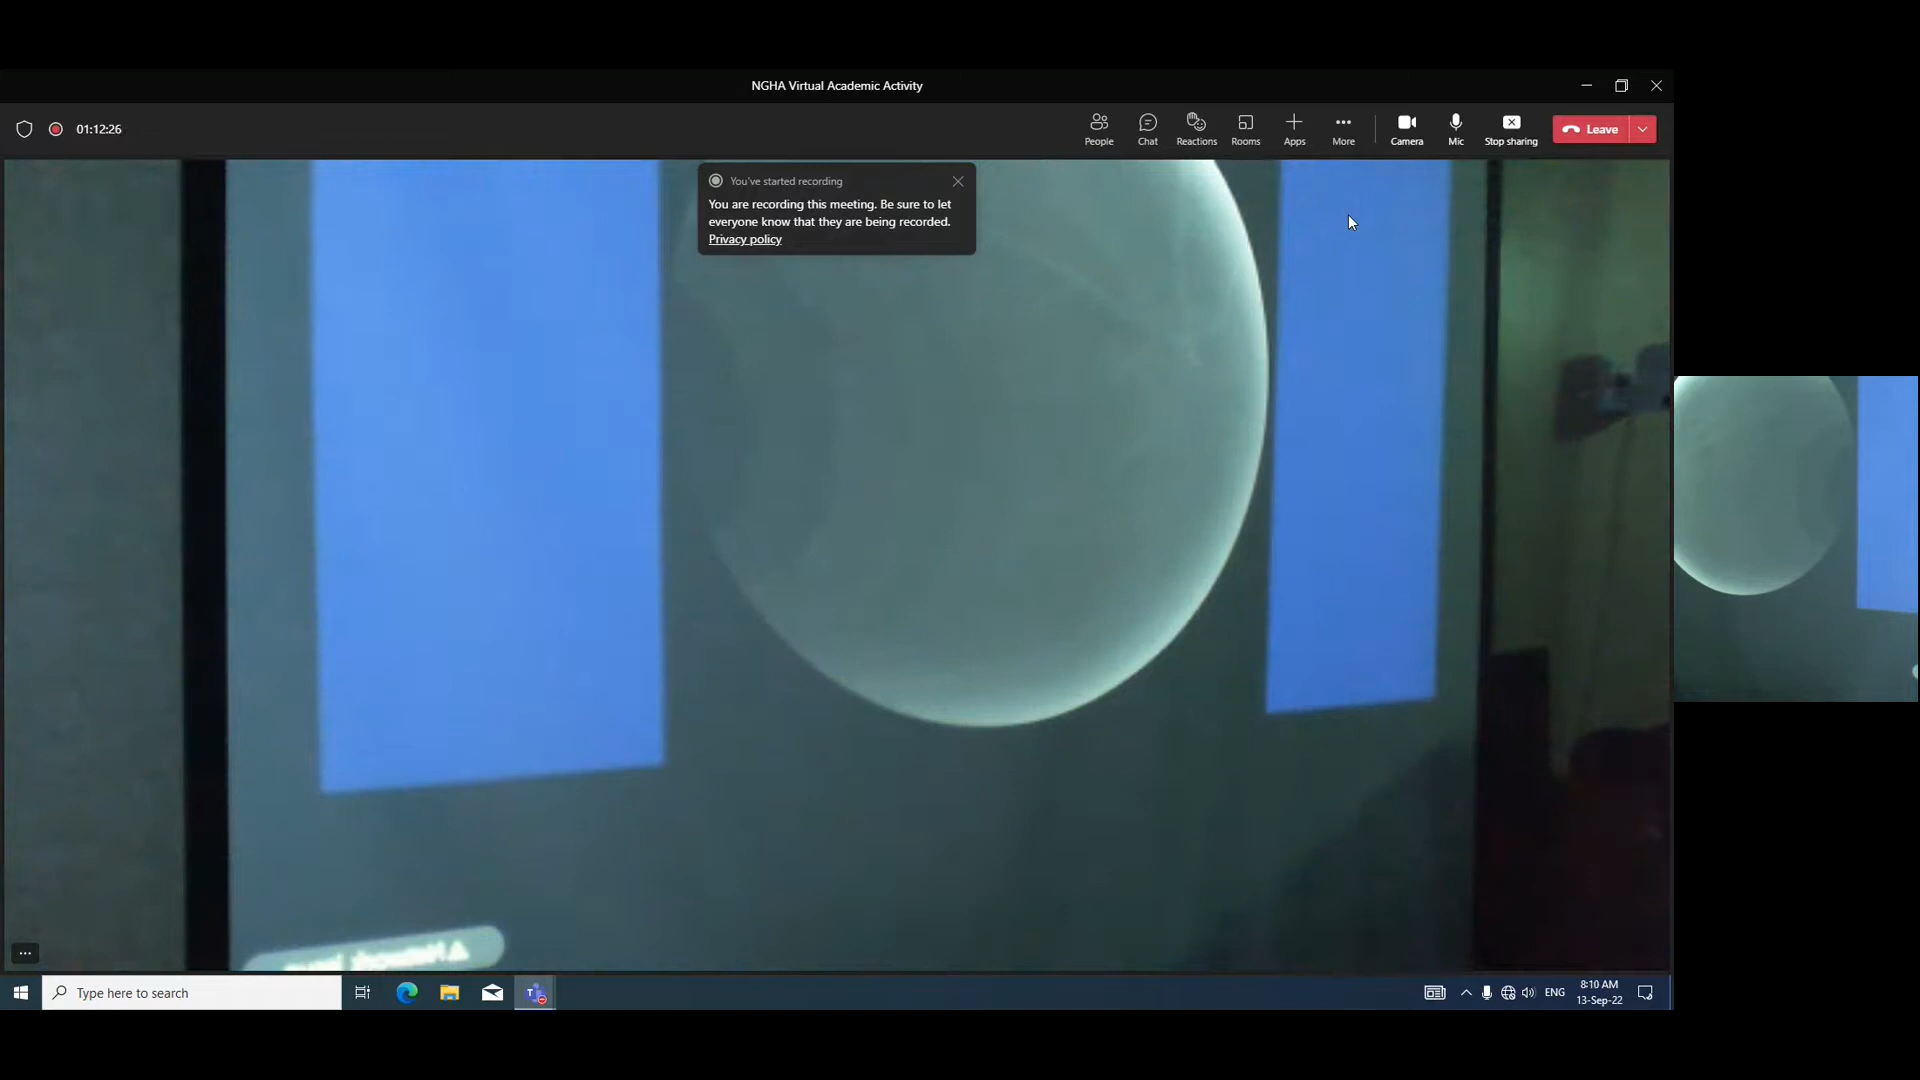 NGHA Virtual Academic Activity
01:12:26
People
Chat
Reactions
Rooms
Apps
More
Camera
Mic
Stop sharing
Leave
You've started recording
You are recording this meeting. Be sure to let
everyone know that they are being recorded.
Privacy policy
Type here to search
ENG
8:10 AM
13-Sep-22